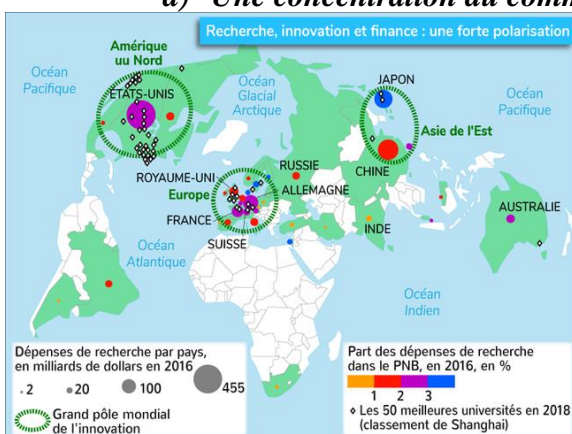 a) Une concentration du comm
Recherche, innovation et finance : une forte polarisation
Amérique
uu Nord
Océan
Pacifique
ÉTATS-UNIS
Océan
Glacial
Arctique
JAPON
Océan
Pacifique
Asie de l'Est
ROYAUME-UNI
RUSSIE
CHINE
Europe
ALLEMAGNE
FRANCE
INDE
AUSTRALIE
SUISSE
Océan
Atlantique
Océan
Indien
Dépenses de recherche par pays,
en milliards de dollars en 2016
2 20 100 455
Grand pôle mondial
de l'innovation
Part des dépenses de recherche
dans le PNB, en 2016, en %
1 2 3
Les 50 meilleures universités en 2018
(classement de Shanghai)